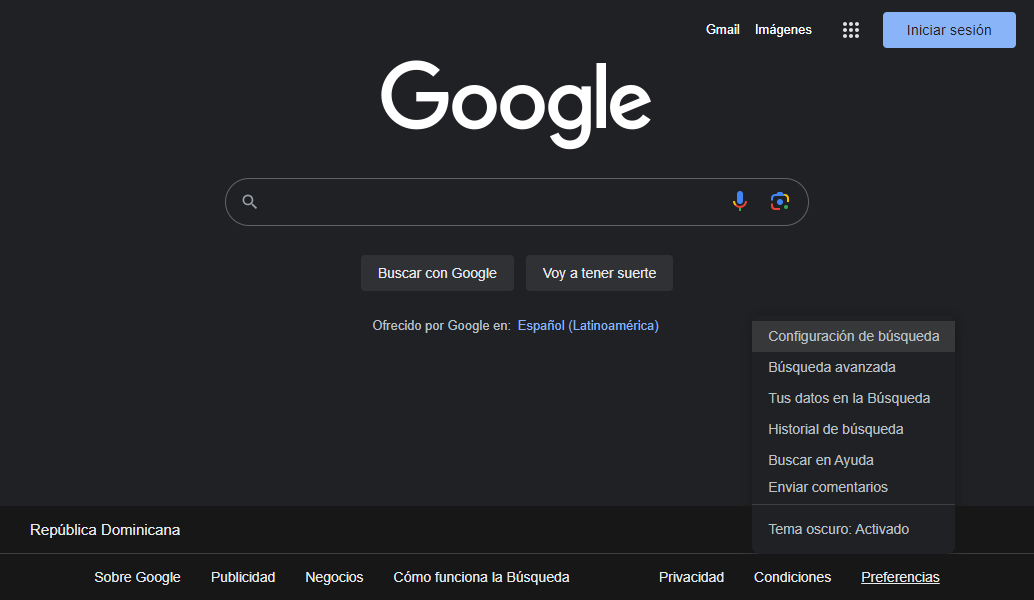 Gmail Imágenes Iniciar sesión
Google
Buscar con Google Voy a tener suerte
Ofrecido por Google en: Español (Latinoamérica)
Configuración de búsqueda
Búsqueda avanzada
Tus datos en la Búsqueda
Historial de búsqueda
Buscar en Ayuda
Enviar comentarios
Tema oscuro: Activado
República Dominicana
Sobre Google Publicidad Negocios Cómo funciona la Búsqueda Privacidad Condiciones Preferencias